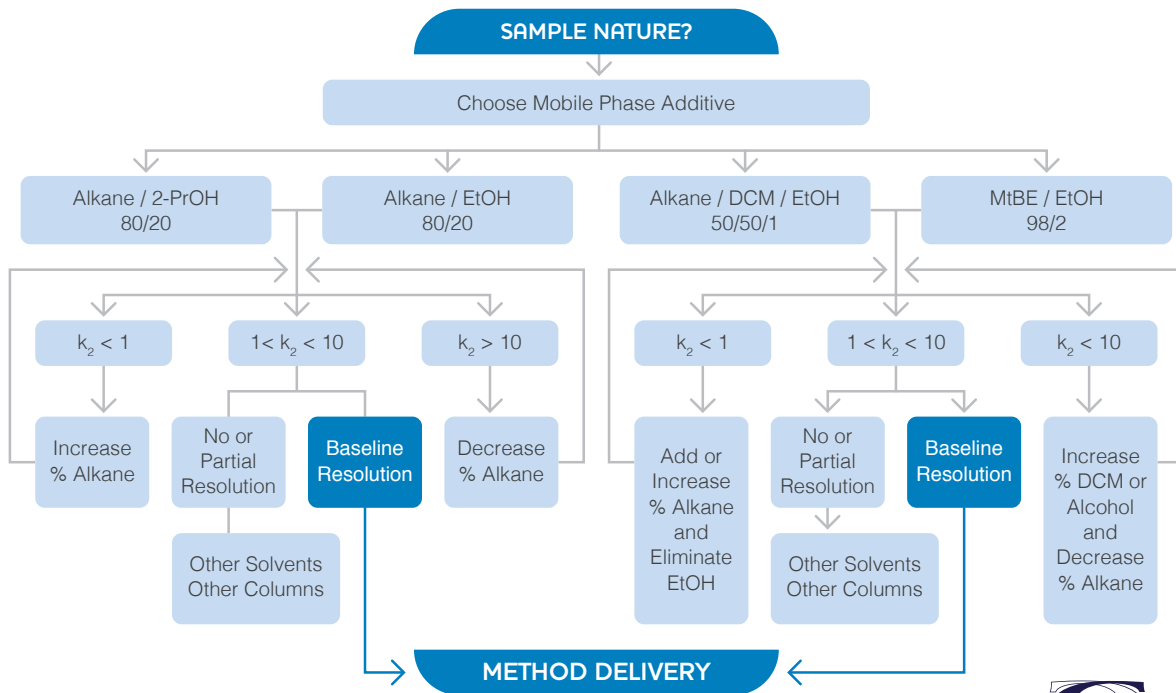 SAMPLE NATURE?
Choose Mobile Phase Additive
Alkane / 2-PrOH
80/20
Alkane / EtOH
80/20
Alkane / DCM / EtOH
50/50/1
MtBE / EtOH
98/2
k₂ < 1
1< k₂ < 10
k₂ > 10
k₂ < 1
1 < k₂ < 10
k₂ < 10
Increase
% Alkane
No or
Partial
Resolution
Baseline
Resolution
Decrease
% Alkane
Add or
Increase
% Alkane
and
Eliminate
EtOH
No or
Partial
Resolution
Baseline
Resolution
Increase
% DCM or
Alcohol
and
Decrease
% Alkane
Other Solvents
Other Columns
Other Solvents
Other Columns
METHOD DELIVERY